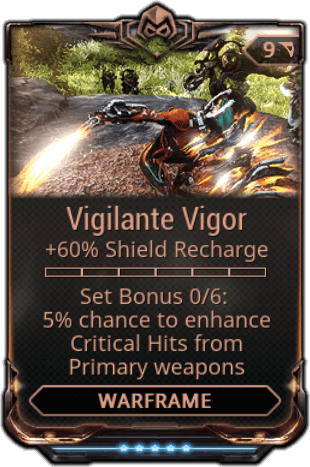 9
Vigilante Vigor
+60% Shield Recharge
Set Bonus 0/6:
5% chance to enhance
Critical Hits from
Primary weapons
WARFRAME